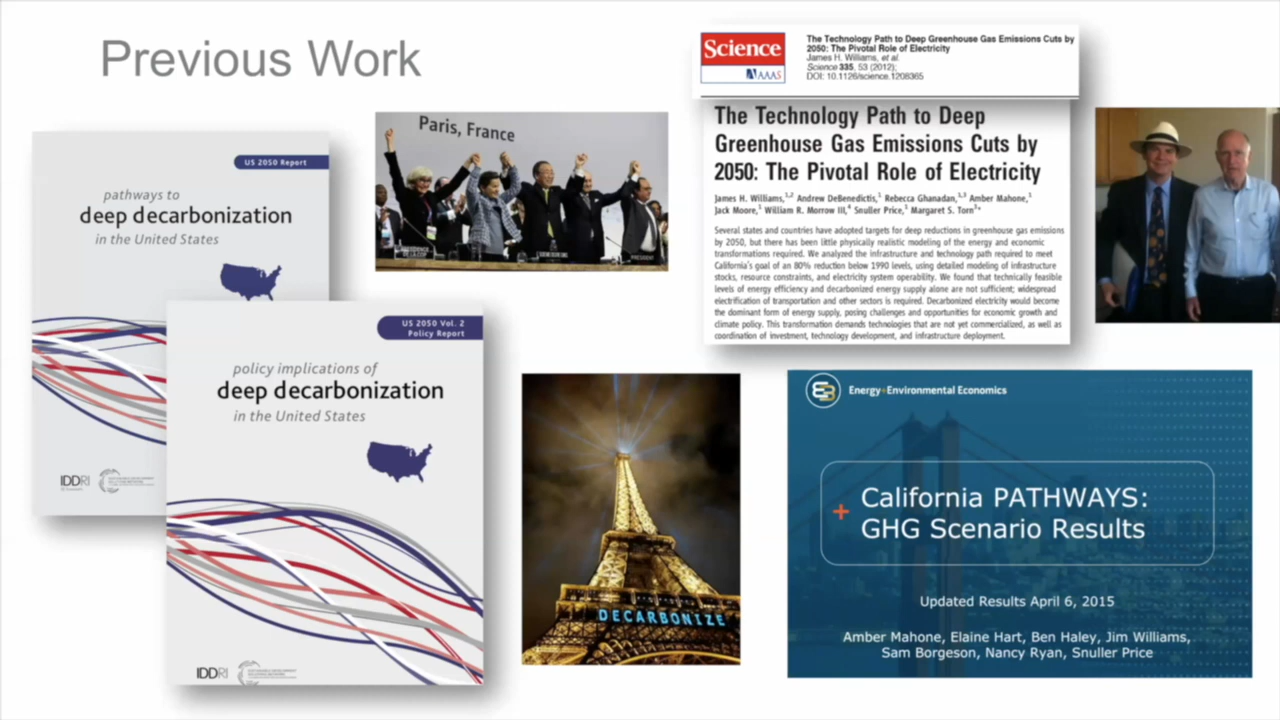 Previous Work
US 2050 Report
pathways to
deep decarbonization
in the United States
IDDRI
US 2050 Vol. 2
Policy Report
policy implications of
deep decarbonization
in the United States
IDDRI
Paris, France
PRESIDENT
DECARBONIZE
Science
AAAS
The Technology Path to Deep Greenhouse Gas Emissions Cuts by
2050: The Pivotal Role of Electricity
James H. Williams, et al.
Science 335, 53 (2012);
DOI: 10.1126/science.1208365
The Technology Path to Deep
Greenhouse Gas Emissions Cuts by
2050: The Pivotal Role of Electricity
James H. Williams,1,2 Andrew DeBenedictis,1 Rebecca Ghanadan,1,3 Amber Mahone,1
Jack Moore,1 William R. Morrow III,4 Snuller Price,1 Margaret S. Torn3*
Several states and countries have adopted targets for deep reductions in greenhouse gas emissions
by 2050, but there has been little physically realistic modeling of the energy and economic
transformations required. We analyzed the infrastructure and technology path required to meet
California's goal of an 80% reduction below 1990 levels, using detailed modeling of infrastructure
stocks, resource constraints, and electricity system operability. We found that technically feasible
levels of energy efficiency and decarbonized energy supply alone are not sufficient; widespread
electrification of transportation and other sectors is required. Decarbonized electricity would become
the dominant form of energy supply, posing challenges and opportunities for economic growth and
climate policy. This transformation demands technologies that are not yet commercialized, as well as
coordination of investment, technology development, and infrastructure deployment.
Energy+Environmental Economics
+ California PATHWAYS:
GHG Scenario Results
Updated Results April 6, 2015
Amber Mahone, Elaine Hart, Ben Haley, Jim Williams,
Sam Borgeson, Nancy Ryan, Snuller Price